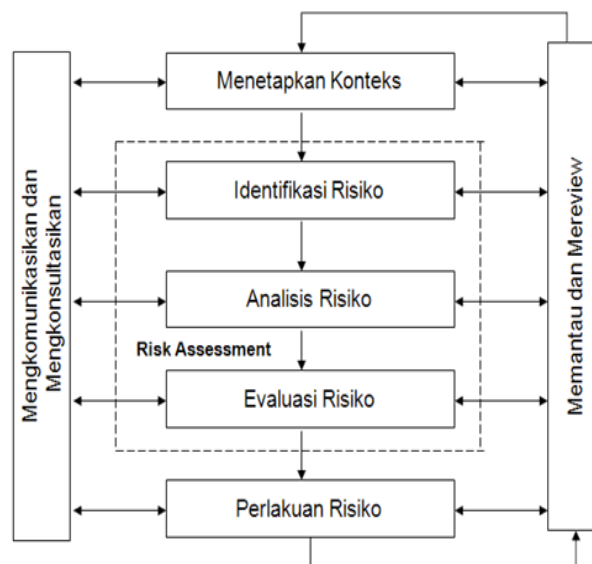 Menetapkan Konteks
Identifikasi Risiko
Analisis Risiko
Risk Assessment
Evaluasi Risiko
Perlakuan Risiko
Mengkomunikasikan dan
Mengkonsultasikan
Memantau dan Mereview